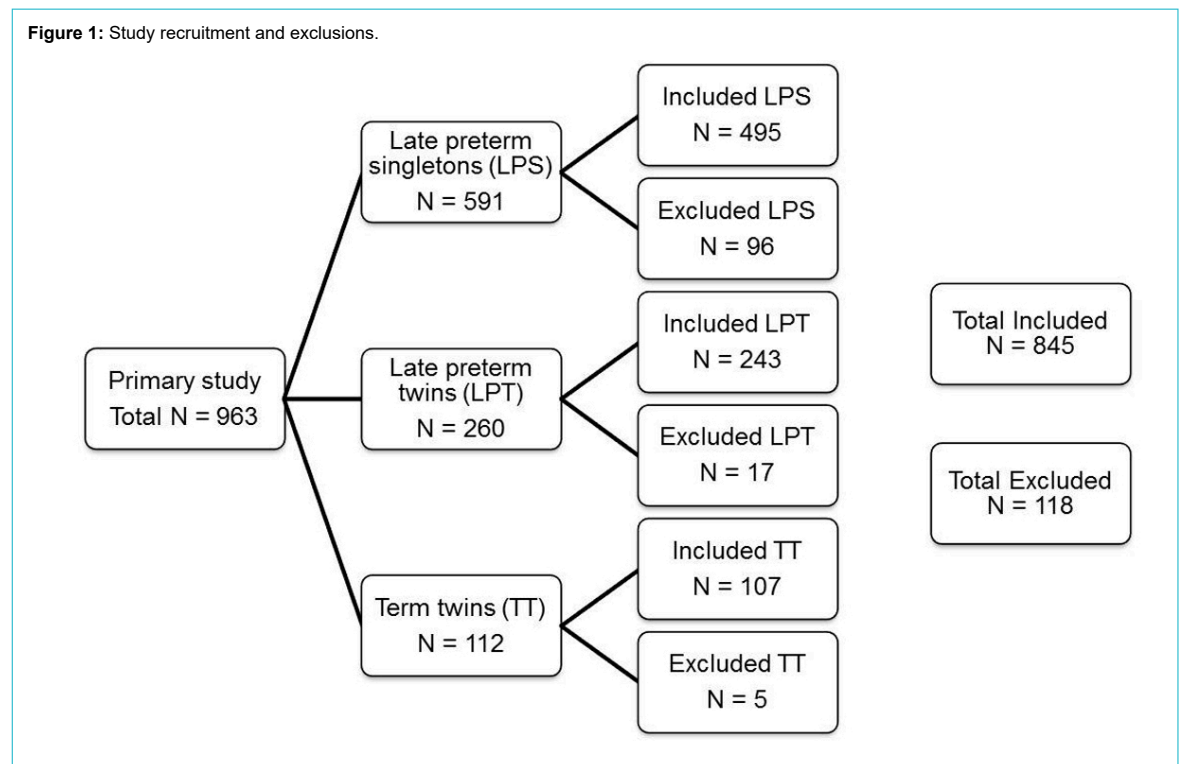 Figure 1: Study recruitment and exclusions.
Primary study
Total N = 963
Late preterm
singletons (LPS)
N = 591
Included LPS
N = 495
Excluded LPS
N = 96
Late preterm
twins (LPT)
N = 260
Included LPT
N = 243
Excluded LPT
N = 17
Term twins (TT)
N = 112
Included TT
N = 107
Excluded TT
N = 5
Total Included
N = 845
Total Excluded
N = 118